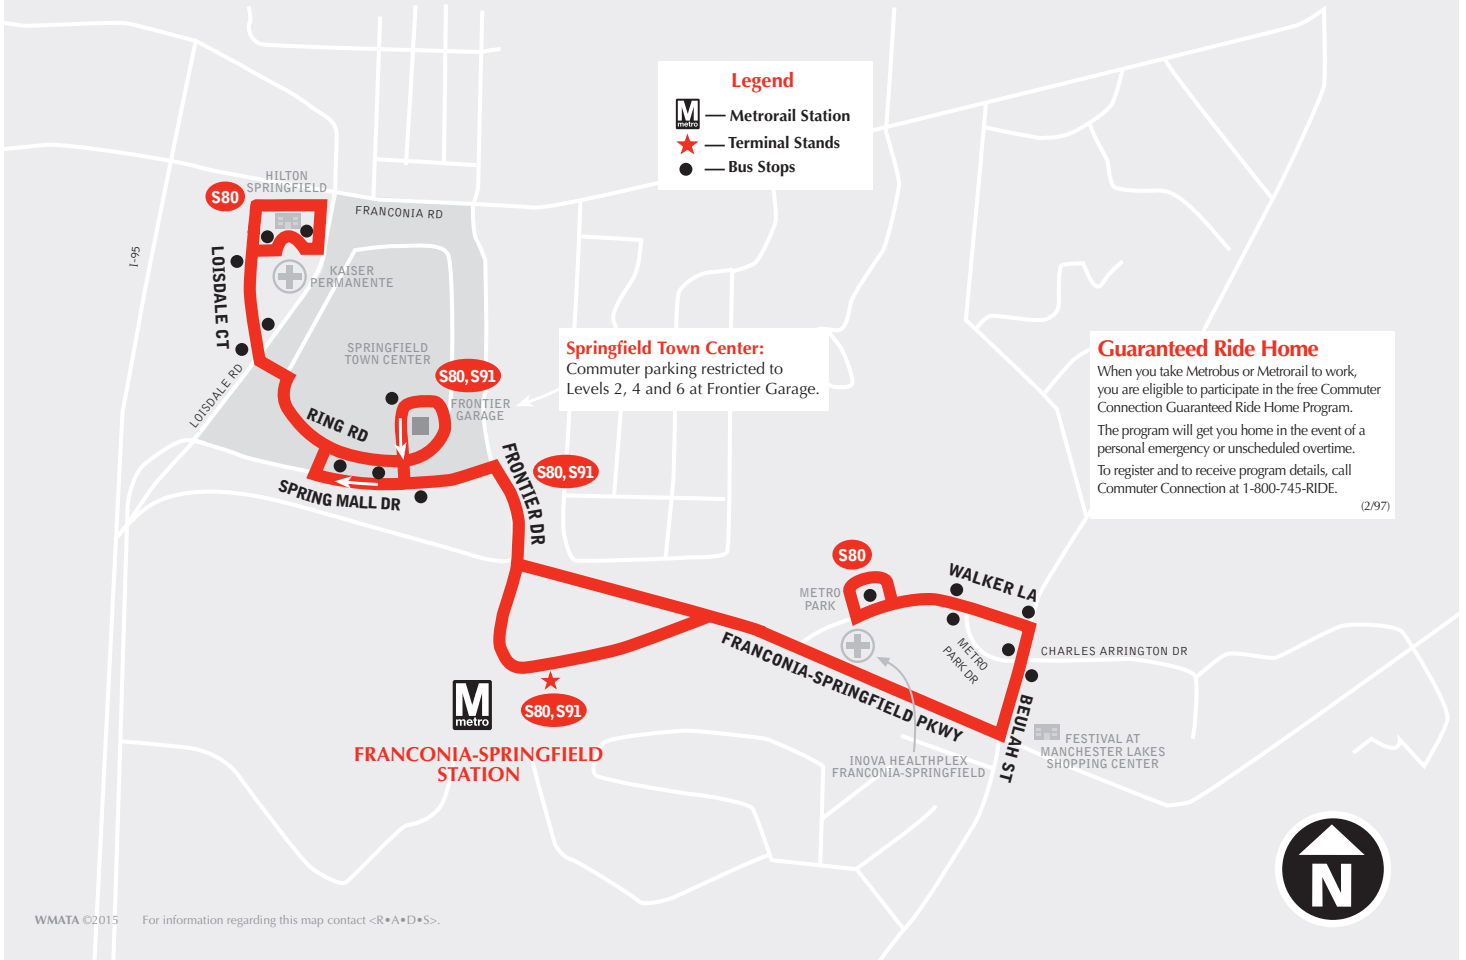 Legend
M
metro
— Metrorail Station
— Terminal Stands
— Bus Stops
HILTON
SPRINGFIELD
S80
FRANCONIA RD
I-95
LOISDALE CT
KAISER
PERMANENTE
SPRINGFIELD
TOWN CENTER
S80, S91
FRONTIER
GARAGE
LOISDALE RD
RING RD
Springfield Town Center:
Commuter parking restricted to
Levels 2, 4 and 6 at Frontier Garage.
Guaranteed Ride Home
When you take Metrobus or Metrorail to work,
you are eligible to participate in the free Commuter
Connection Guaranteed Ride Home Program.
The program will get you home in the event of a
personal emergency or unscheduled overtime.
To register and to receive program details, call
Commuter Connection at 1-800-745-RIDE.
(2/97)
SPRING MALL DR
FRONTIER DR
S80, S91
S80
METRO
PARK
WALKER LA
METRO
PARK DR
CHARLES ARRINGTON DR
FRANCONIA-SPRINGFIELD PKWY
BEULAH ST
M
metro
S80, S91
FRANCONIA-SPRINGFIELD
STATION
INOVA HEALTHPLEX
FRANCONIA-SPRINGFIELD
FESTIVAL AT
MANCHESTER LAKES
SHOPPING CENTER
N
WMATA ©2015 For information regarding this map contact <R•A•D•S>.